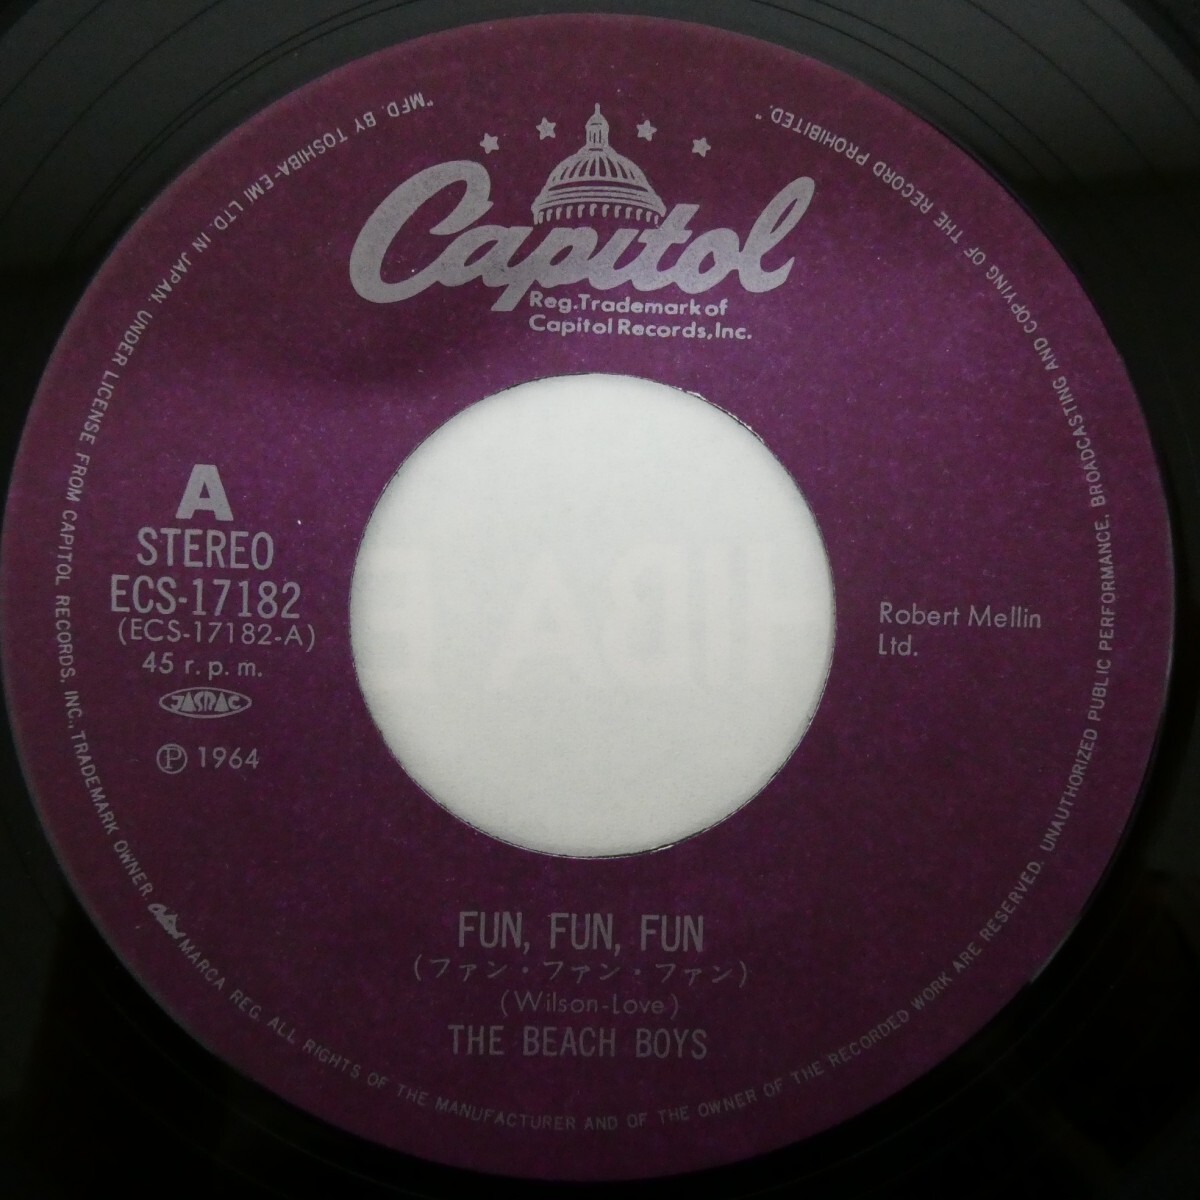 Capitol
Reg.Trademark of
Capitol Records, Inc.
A
STEREO
ECS-17182
(ECS-17182-A)
45 r.p.m.
JASRAC
Ⓟ 1964
Robert Mellin
Ltd.
FUN, FUN, FUN
(ファン・ファン・ファン)
(Wilson-Love)
THE BEACH BOYS
"MFD. BY TOSHIBA-EMI LTD. IN JAPAN. UNDER LICENSE FROM CAPITOL RECORDS, INC., TRADEMARK OWNER. Capitol MARCA REG. ALL RIGHTS OF THE MANUFACTURER AND OF THE OWNER OF THE RECORDED WORK ARE RESERVED. UNAUTHORIZED PUBLIC PERFORMANCE, BROADCASTING AND COPYING OF THE RECORD PROHIBITED"